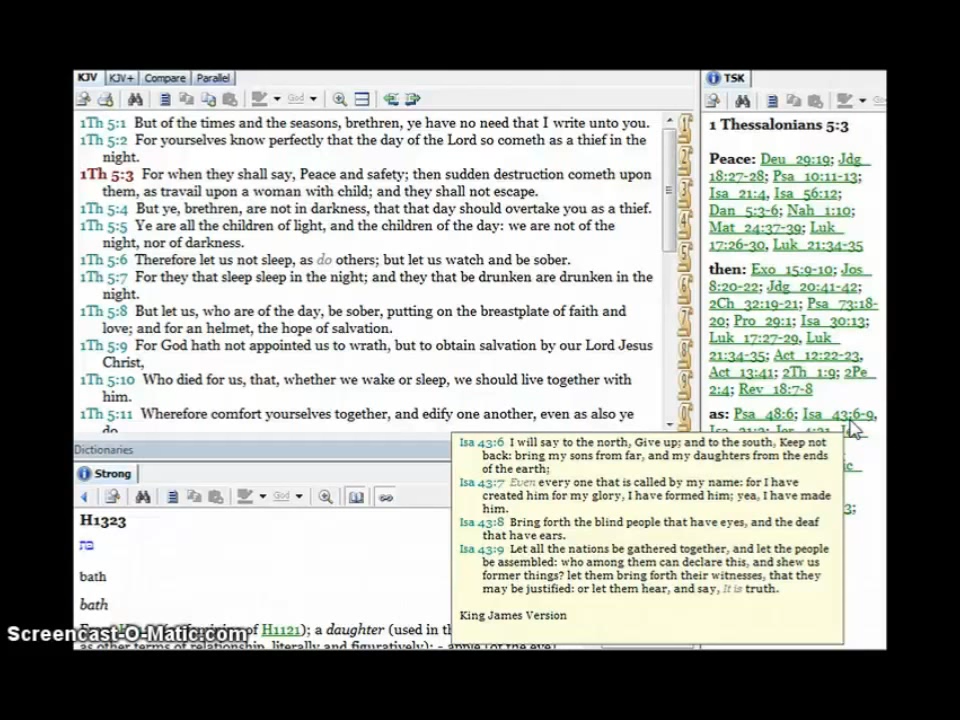 KJV KJV+ Compare Parallel
1Th 5:1 But of the times and the seasons, brethren, ye have no need that I write unto you.
1Th 5:2 For yourselves know perfectly that the day of the Lord so cometh as a thief in the
night.
1Th 5:3 For when they shall say, Peace and safety; then sudden destruction cometh upon
them, as travail upon a woman with child; and they shall not escape.
1Th 5:4 But ye, brethren, are not in darkness, that that day should overtake you as a thief.
1Th 5:5 Ye are all the children of light, and the children of the day: we are not of the
night, nor of darkness.
1Th 5:6 Therefore let us not sleep, as do others; but let us watch and be sober.
1Th 5:7 For they that sleep sleep in the night; and they that be drunken are drunken in the
night.
1Th 5:8 But let us, who are of the day, be sober, putting on the breastplate of faith and
love; and for an helmet, the hope of salvation.
1Th 5:9 For God hath not appointed us to wrath, but to obtain salvation by our Lord Jesus
Christ,
1Th 5:10 Who died for us, that, whether we wake or sleep, we should live together with
him.
1Th 5:11 Wherefore comfort yourselves together, and edify one another, even as also ye
do.
TSK
1 Thessalonians 5:3
Peace: Deu 29:19; Jdg
18:27-28; Psa 10:11-13;
Isa 21:4, Isa 56:12;
Dan 5:3-6; Nah 1:10;
Mat 24:37-39; Luk
17:26-30, Luk 21:34-35
then: Exo 15:9-10; Jos
8:20-22; Jdg 20:41-42;
2Ch 32:19-21; Psa 73:18-
20; Pro 29:1; Isa 30:13;
Luk 17:27-29, Luk
21:34-35; Act 12:22-23,
Act 13:41; 2Th 1:9; 2Pe
2:4; Rev 18:7-8
as: Psa 48:6; Isa 43:6-9,
Dictionaries
Strong
God
H1323
בּת
bath
bath
H1121); a daughter (used in th
as other terms of relationship, literally and figuratively): - apple [of the eye]
Isa 43:6 I will say to the north, Give up; and to the south, Keep not
back: bring my sons from far, and my daughters from the ends
of the earth;
Isa 43:7 Even every one that is called by my name: for I have
created him for my glory, I have formed him; yea, I have made
him.
Isa 43:8 Bring forth the blind people that have eyes, and the deaf
that have ears.
Isa 43:9 Let all the nations be gathered together, and let the people
be assembled: who among them can declare this, and shew us
former things? let them bring forth their witnesses, that they
may be justified: or let them hear, and say, It is truth.
King James Version
Screencast-O-Matic.com